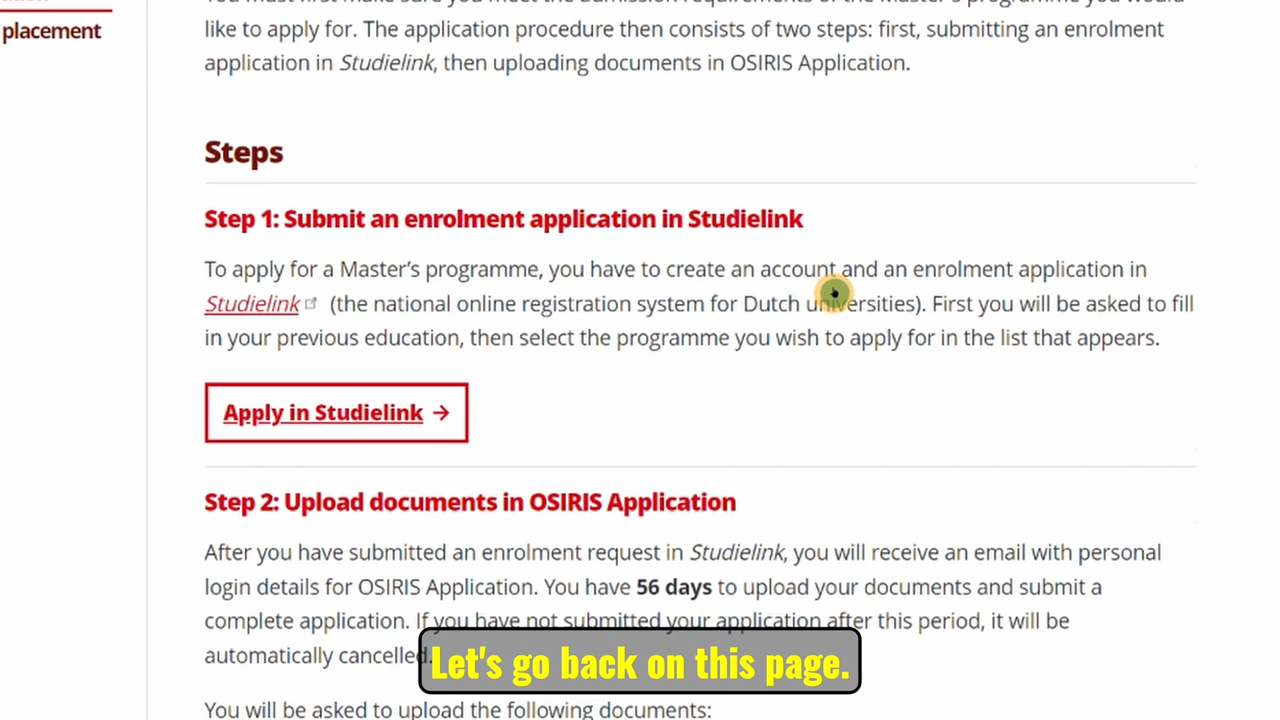 You must first make sure you meet the admission requirements of the Master's programme you would
placement
like to apply for. The application procedure then consists of two steps: first, submitting an enrolment
application in Studielink, then uploading documents in OSIRIS Application.
Steps
Step 1: Submit an enrolment application in Studielink
To apply for a Master's programme, you have to create an account and an enrolment application in
Studielink (the national online registration system for Dutch universities). First you will be asked to fill
in your previous education, then select the programme you wish to apply for in the list that appears.
Apply in Studielink →
Step 2: Upload documents in OSIRIS Application
After you have submitted an enrolment request in Studielink, you will receive an email with personal
login details for OSIRIS Application. You have 56 days to upload your documents and submit a
complete application. If you have not submitted your application after this period, it will be
automatically cancelled.
Let's go back on this page.
You will be asked to upload the following documents: